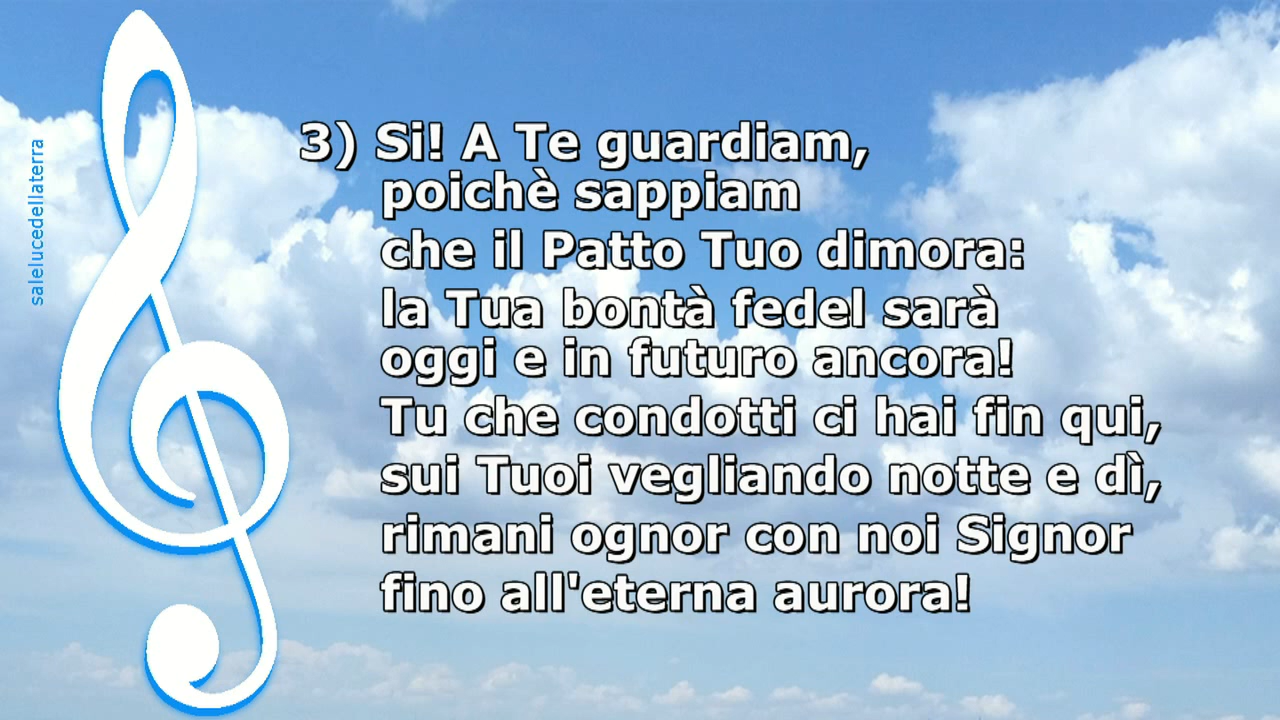 salelucedellaterra
3) Si! A Te guardiam,
poichè sappiam
che il Patto Tuo dimora:
la Tua bontà fedel sarà
oggi e in futuro ancora!
Tu che condotti ci hai fin qui,
sui Tuoi vegliando notte e dì,
rimani ognor con noi Signor
fino all'eterna aurora!